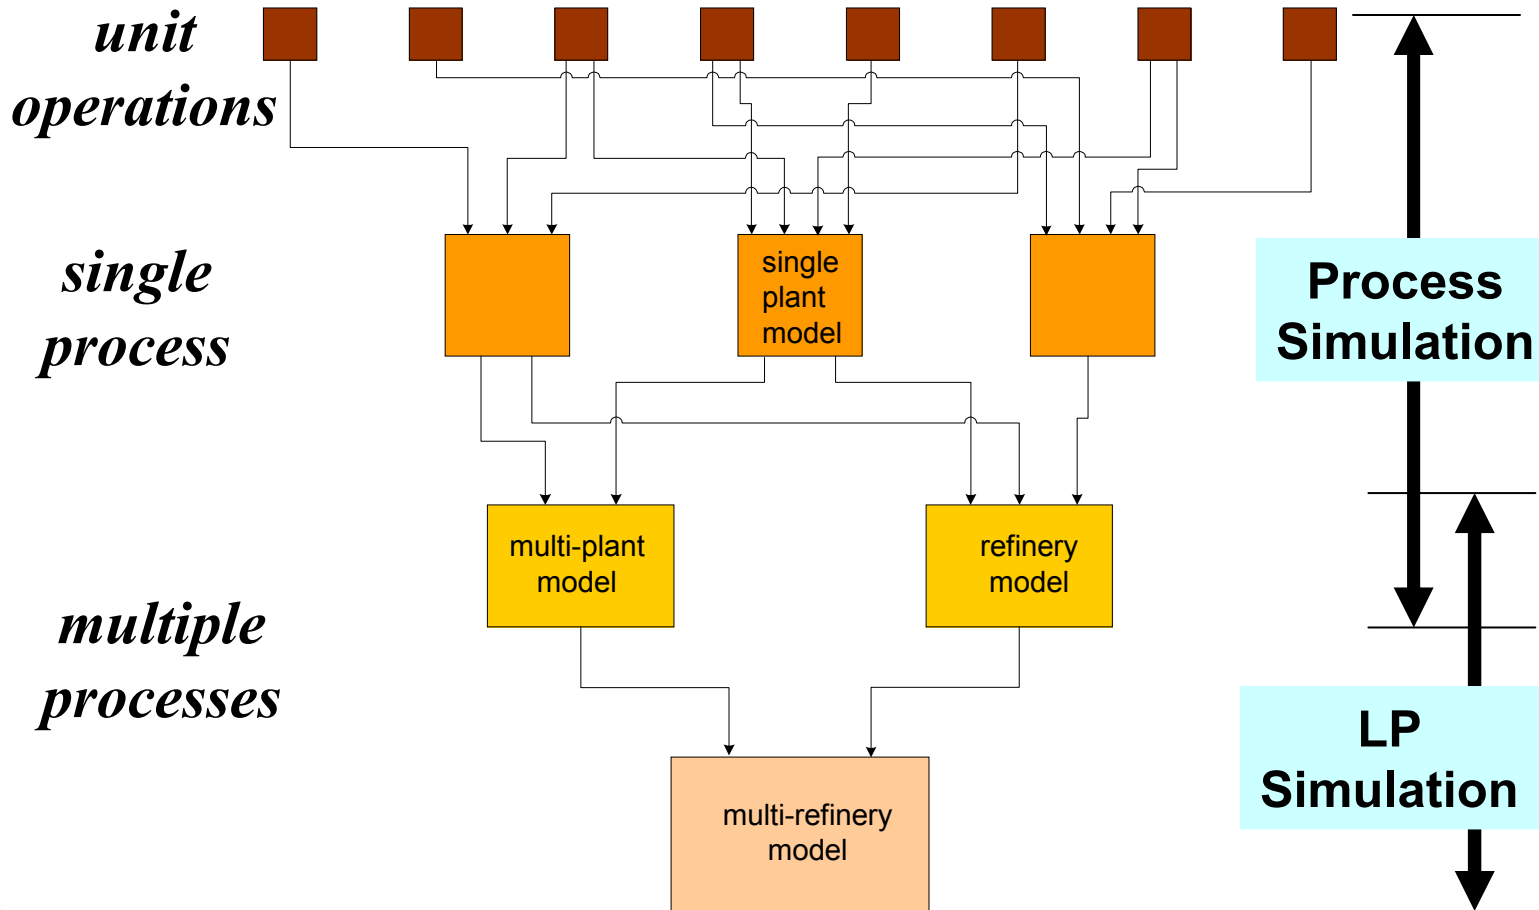 unit
operations
single
process
single
plant
model
Process
Simulation
multi-plant
model
refinery
model
multiple
processes
LP
Simulation
multi-refinery
model